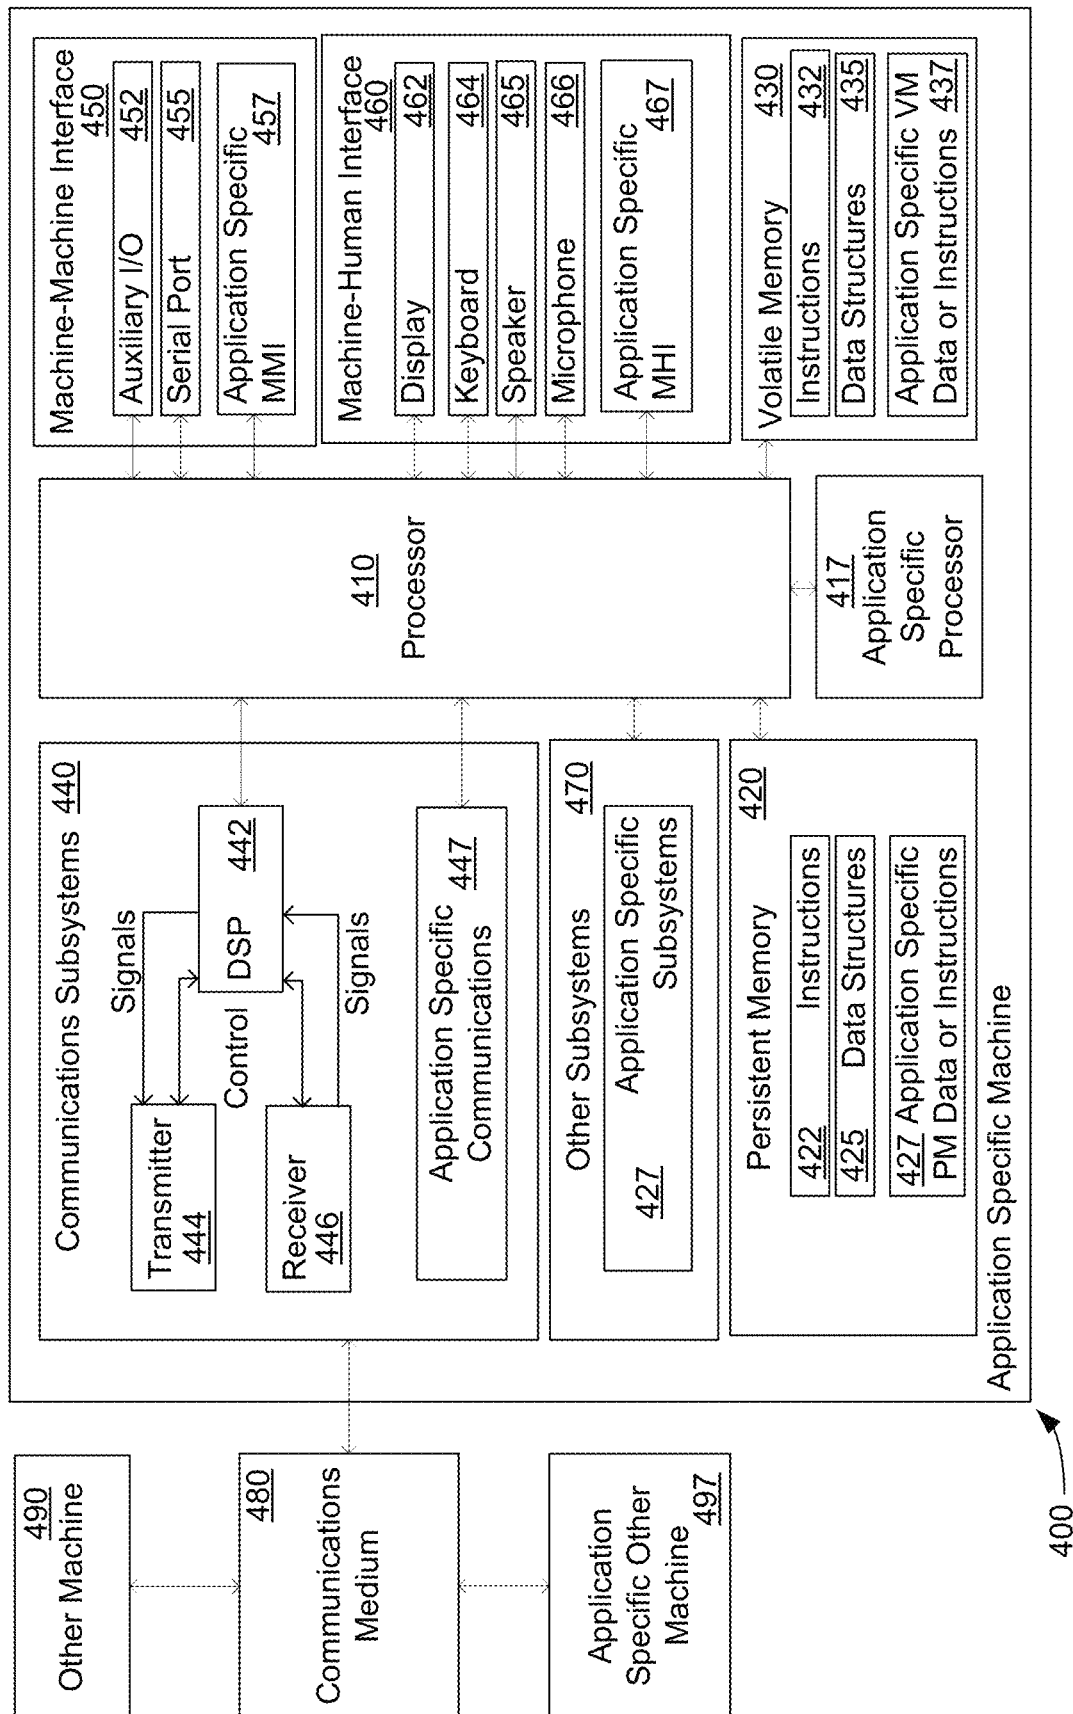 Other Machine
490
Communications
Medium
480
Application
Specific Other
Machine
497
400
Application Specific Machine
Communications Subsystems 440
Transmitter
444
Signals
Control
DSP
442
Receiver
446
Signals
Application Specific
Communications
447
Other Subsystems
470
427
Application Specific
Subsystems
Persistent Memory
420
422 Instructions
425 Data Structures
427 Application Specific
PM Data or Instructions
Processor
410
417
Application
Specific
Processor
Machine-Machine Interface
450
Auxiliary I/O 452
Serial Port 455
Application Specific
MMI
457
Machine-Human Interface
460
Display 462
Keyboard 464
Speaker 465
Microphone 466
Application Specific
MHI
467
Volatile Memory 430
Instructions 432
Data Structures 435
Application Specific VM
Data or Instructions 437